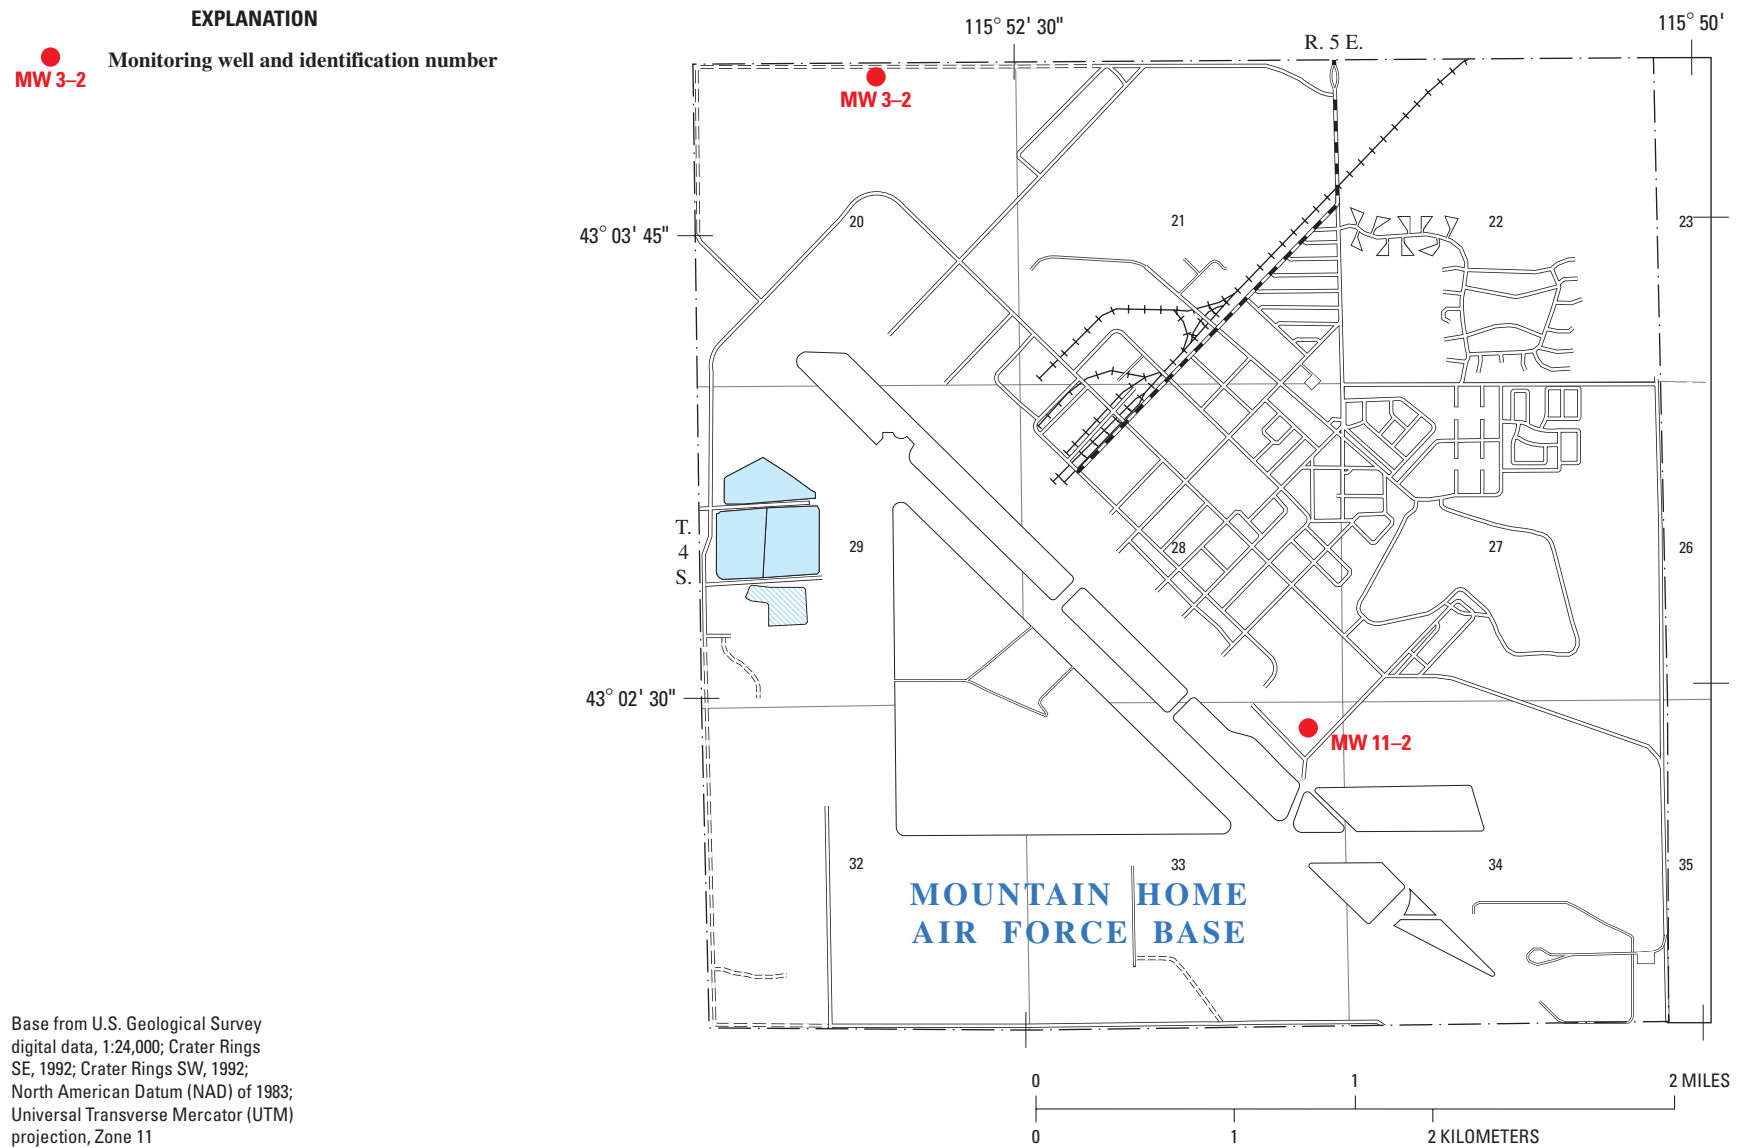 EXPLANATION
Monitoring well and identification number
MW 3–2
115° 52' 30"
115° 50'
R. 5 E.
MW 3–2
20
21
22
23
43° 03' 45"
T.
4
S.
29
28
27
26
43° 02' 30"
MW 11–2
32
33
34
35
MOUNTAIN HOME
AIR FORCE BASE
Base from U.S. Geological Survey
digital data, 1:24,000; Crater Rings
SE, 1992; Crater Rings SW, 1992;
North American Datum (NAD) of 1983;
Universal Transverse Mercator (UTM)
projection, Zone 11
0 1 2 MILES
0 1 2 KILOMETERS